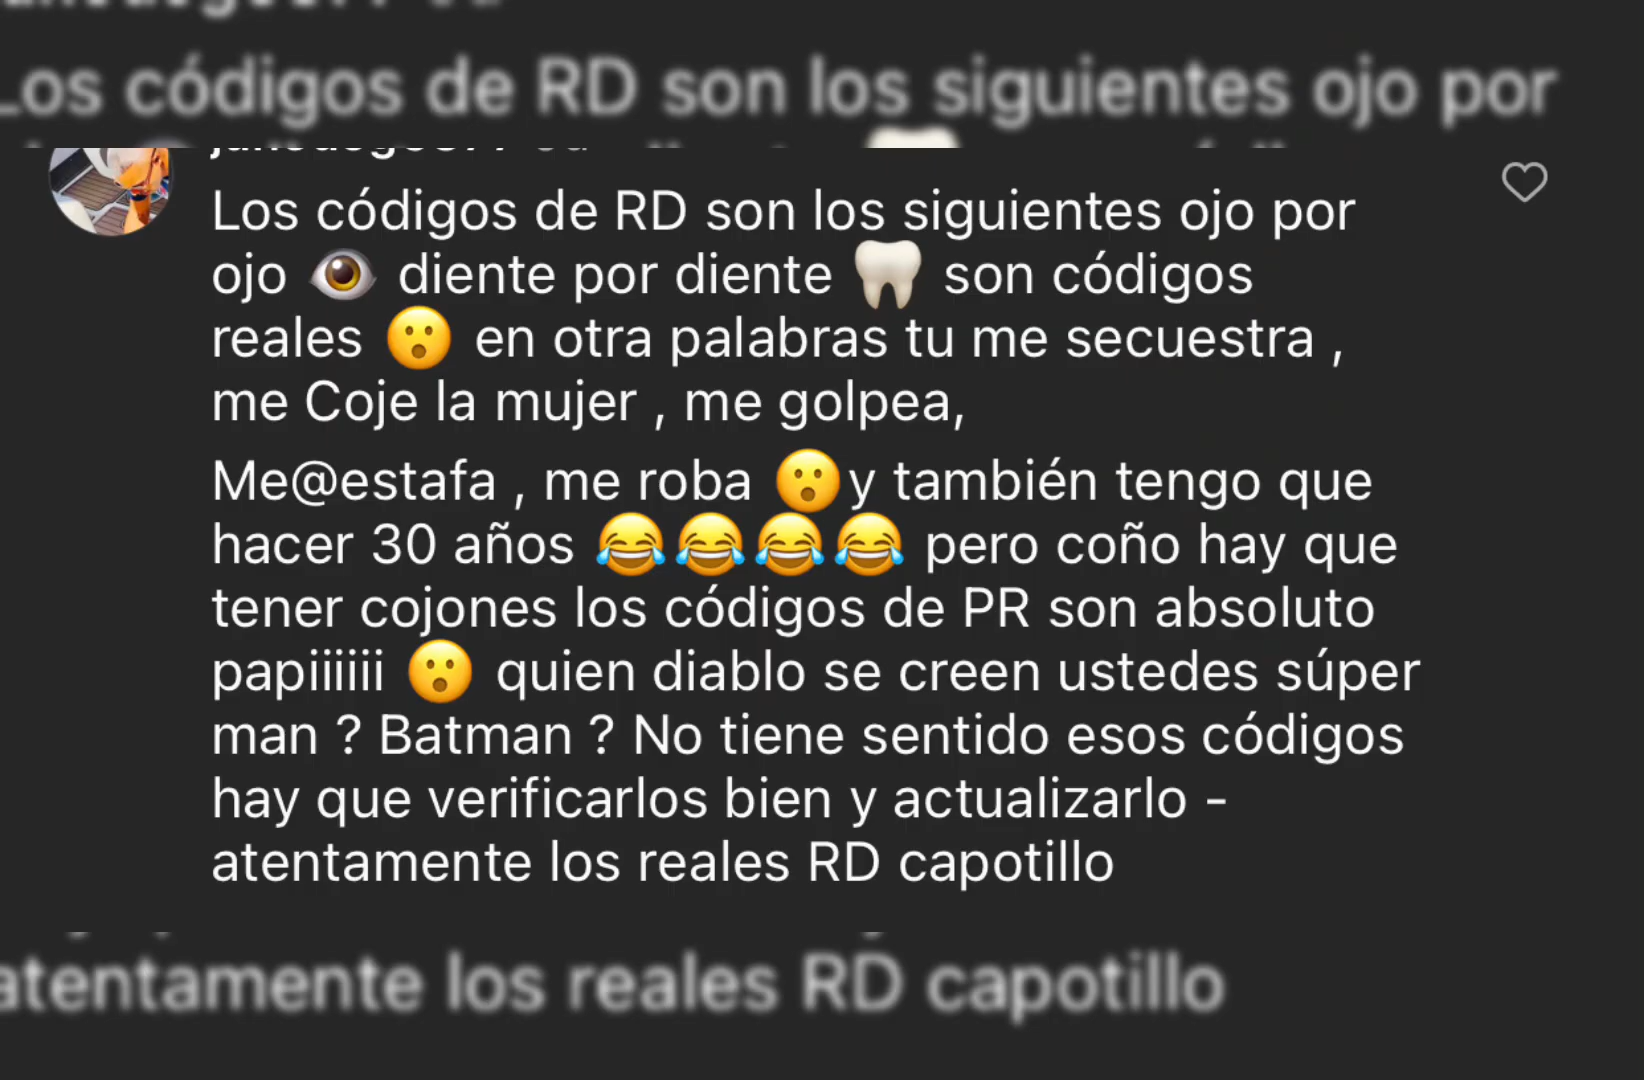 Los códigos de RD son los siguientes ojo por
Los códigos de RD son los siguientes ojo por
ojo 👁️ diente por diente 🦷 son códigos
reales 😮 en otra palabras tu me secuestra ,
me Coje la mujer , me golpea,
Me@estafa , me roba 😮y también tengo que
hacer 30 años 😂😂😂😂 pero coño hay que
tener cojones los códigos de PR son absoluto
papiiiiiii 😮 quien diablo se creen ustedes súper
man ? Batman ? No tiene sentido esos códigos
hay que verificarlos bien y actualizarlo -
atentamente los reales RD capotillo
atentamente los reales RD capotillo